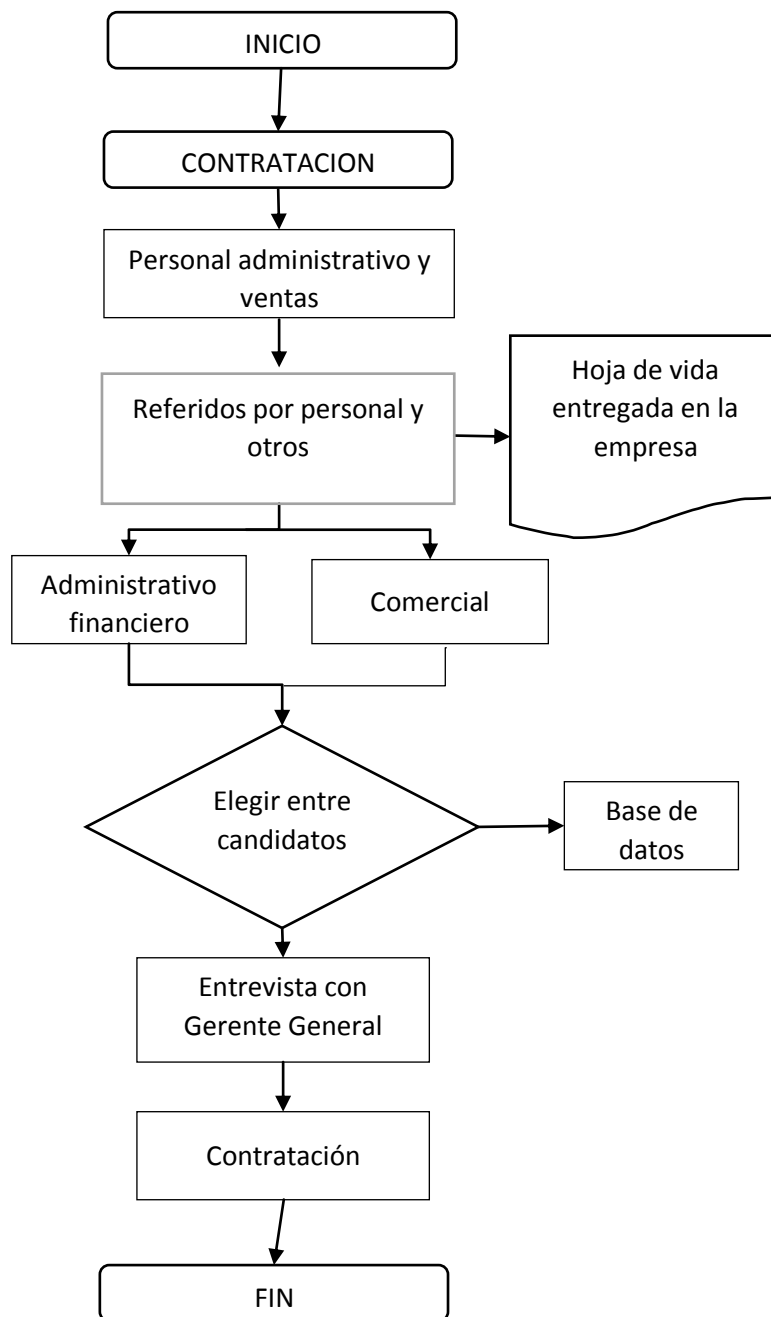 INICIO
CONTRATACION
Personal administrativo y
ventas
Referidos por personal y
otros
Hoja de vida
entregada en la
empresa
Administrativo
financiero
Comercial
Elegir entre
candidatos
Base de
datos
Entrevista con
Gerente General
Contratación
FIN